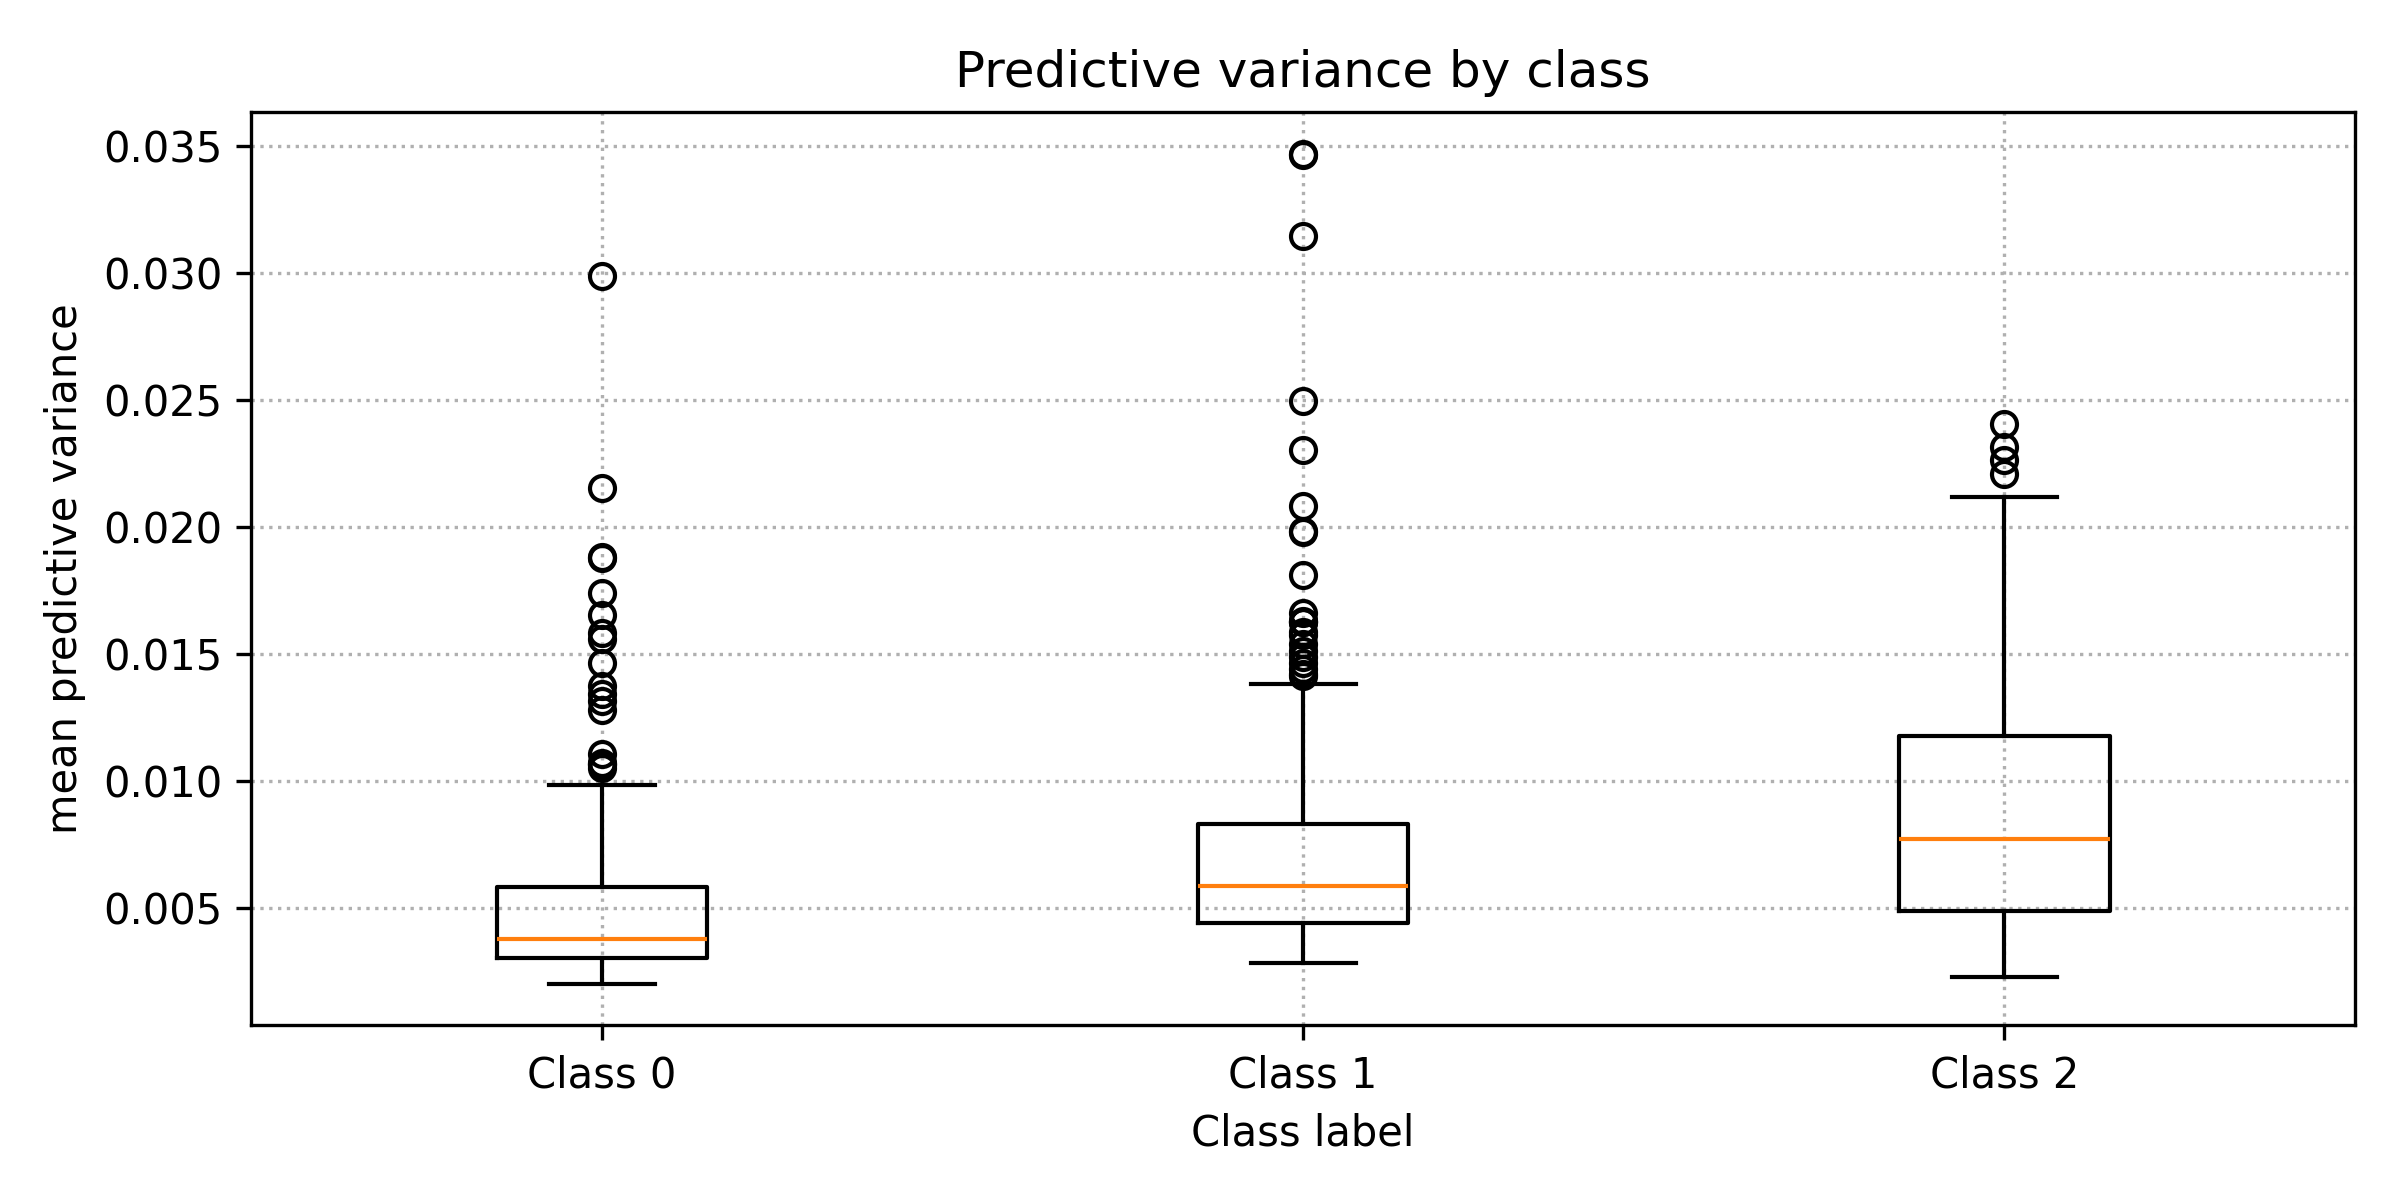 Predictive variance by class
mean predictive variance
0.035
0.030
0.025
0.020
0.015
0.010
0.005
Class 0
Class 1
Class 2
Class label